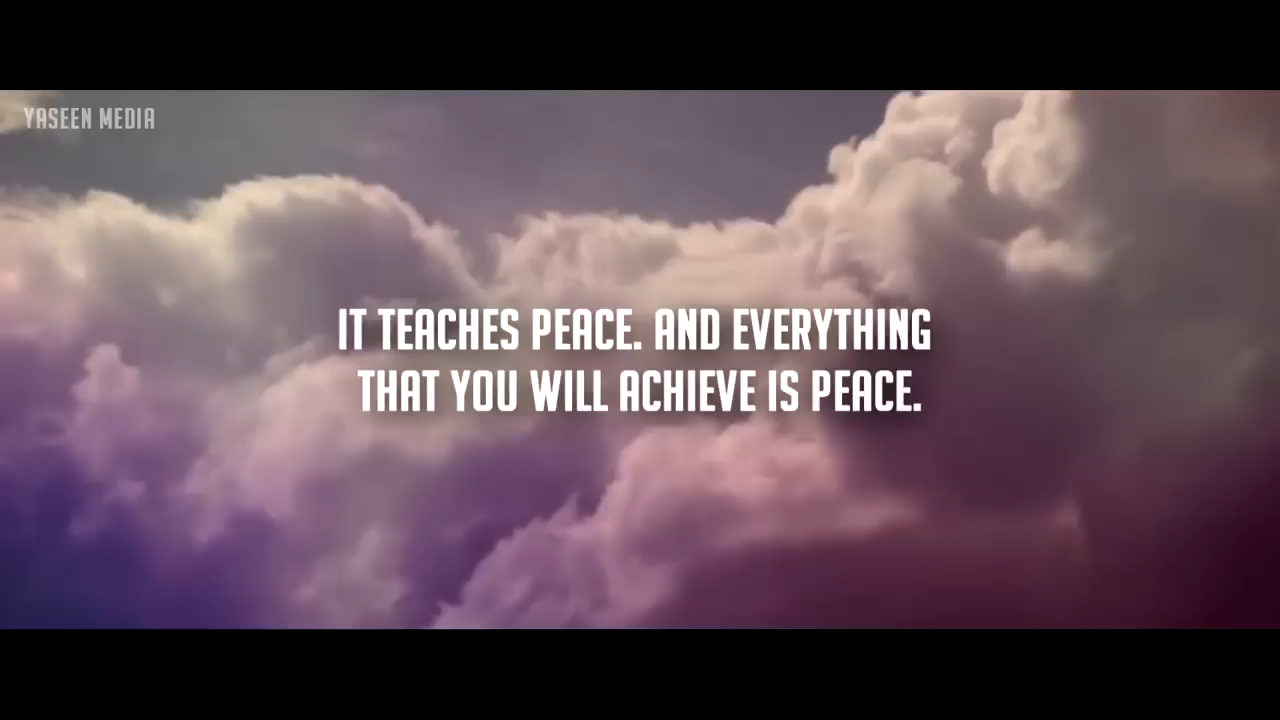 YASEEN MEDIA
IT TEACHES PEACE. AND EVERYTHING
THAT YOU WILL ACHIEVE IS PEACE.